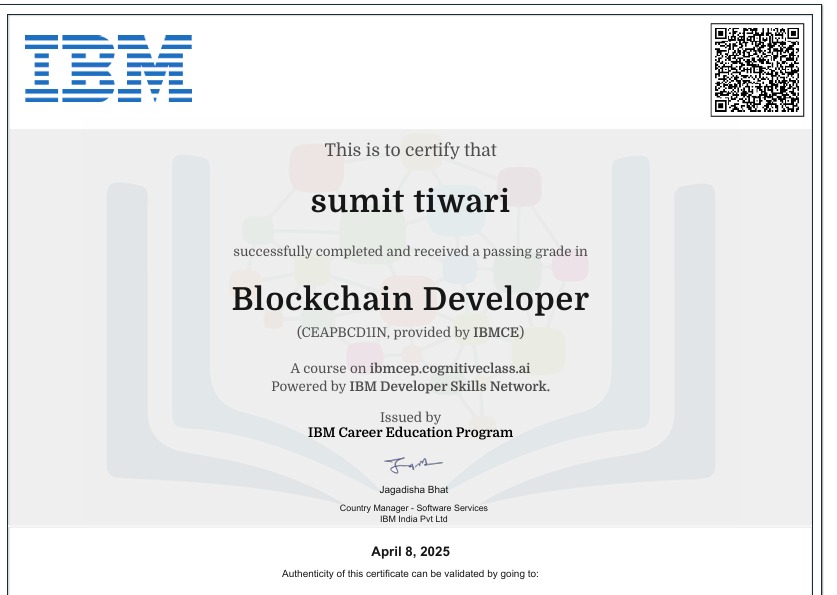 IBM
This is to certify that
sumit tiwari
successfully completed and received a passing grade in
Blockchain Developer
(CEAPBCD1IN, provided by IBMCE)
A course on ibmcep.cognitiveclass.ai
Powered by IBM Developer Skills Network.
Issued by
IBM Career Education Program
Jagadisha Bhat
Country Manager - Software Services
IBM India Pvt Ltd
April 8, 2025
Authenticity of this certificate can be validated by going to: